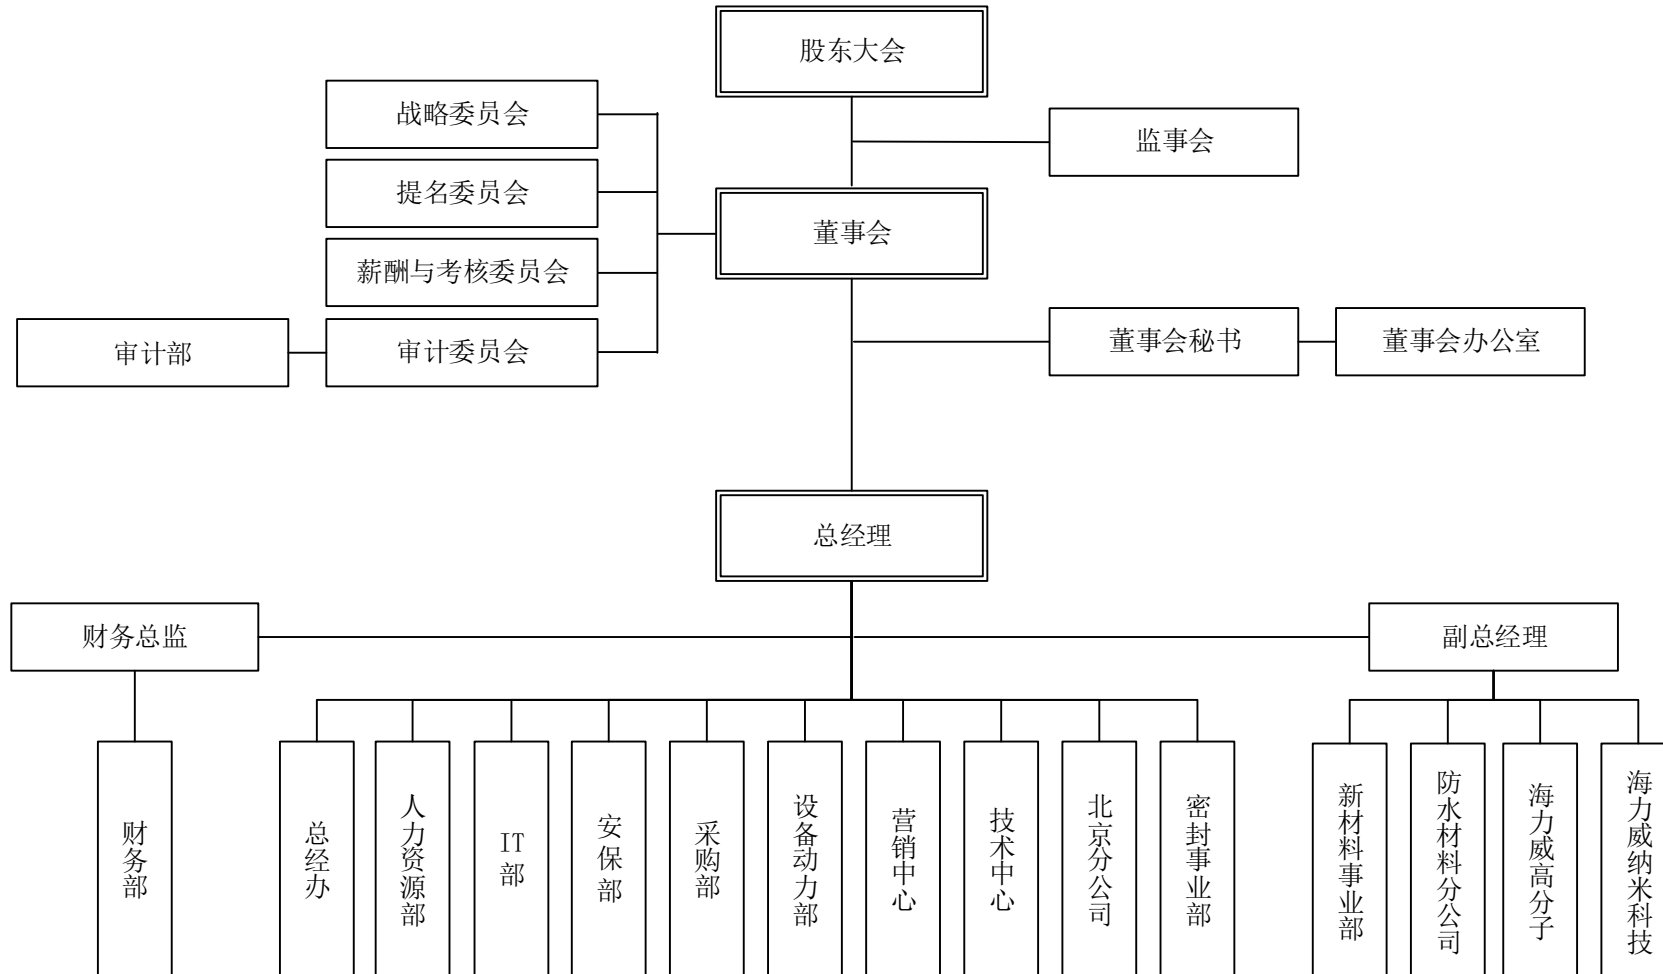 股东大会
战略委员会
监事会
提名委员会
董事会
薪酬与考核委员会
审计部
审计委员会
董事会秘书
董事会办公室
总经理
财务总监
副总经理
财务部
总经办
人力资源部
IT部
安保部
采购部
设备动力部
营销中心
技术中心
北京分公司
密封事业部
新材料事业部
防水材料分公司
海力威高分子
海力威纳米科技